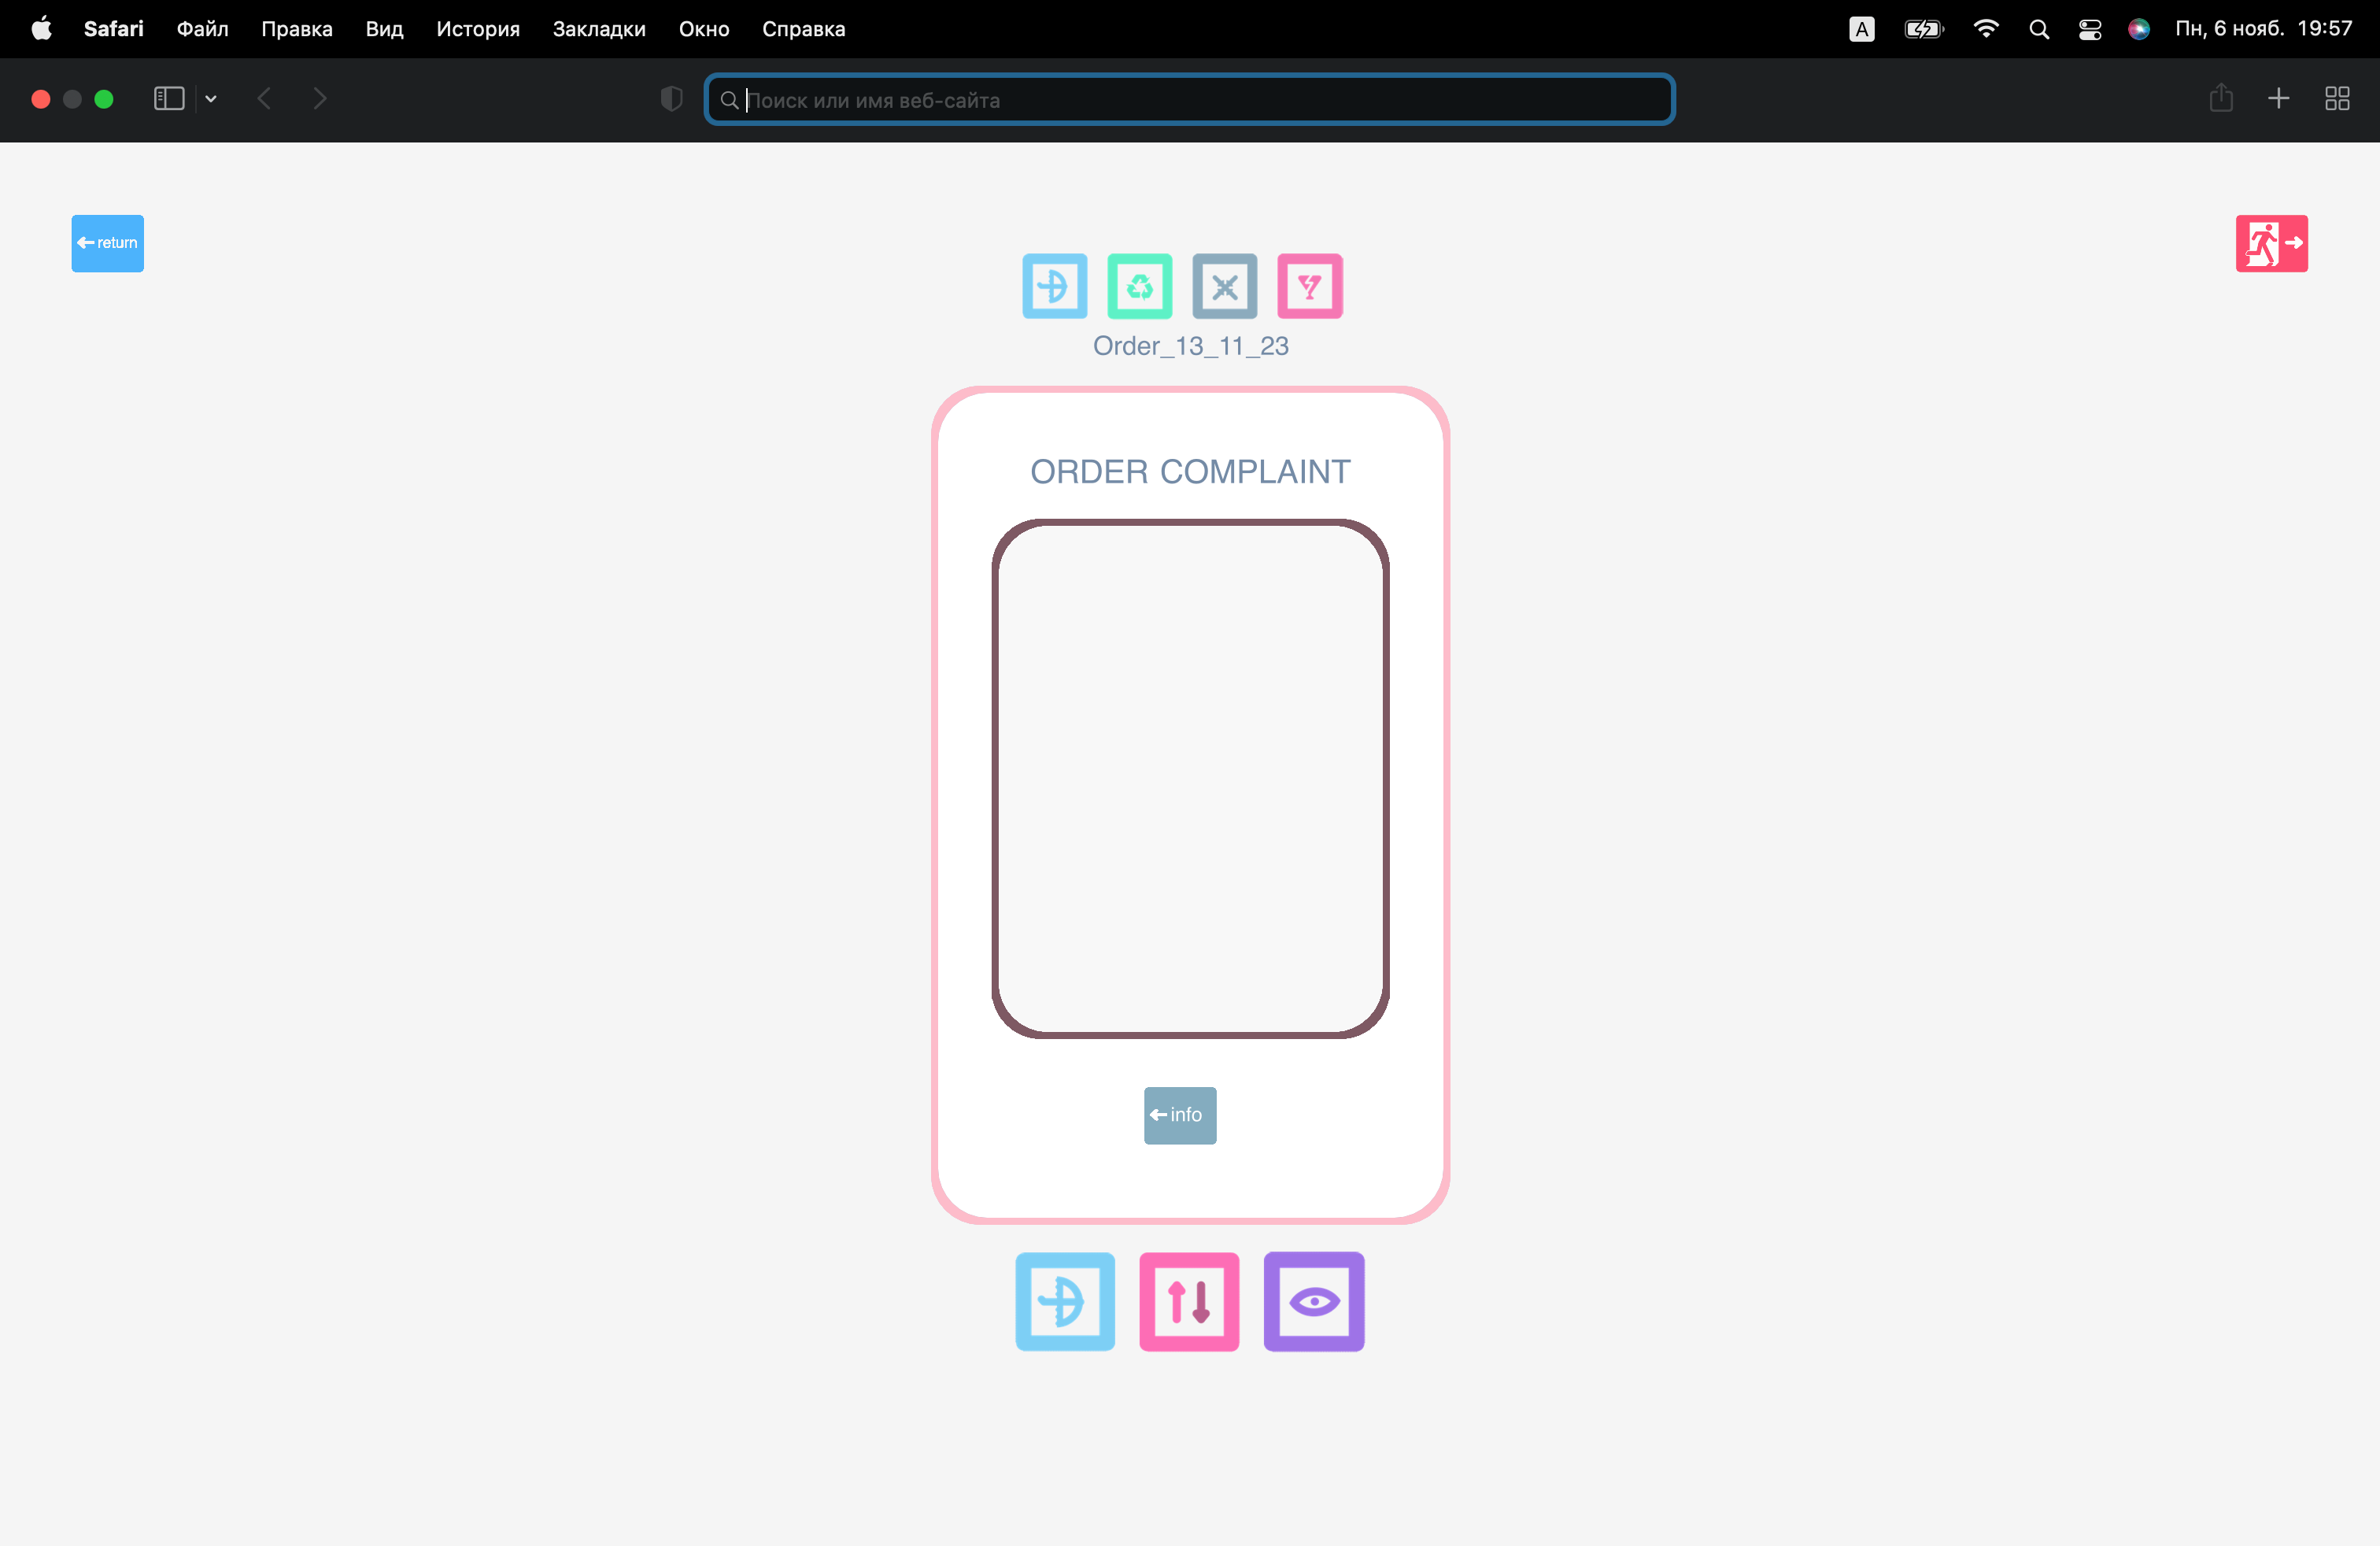 Safari Файл Правка Вид История Закладки Окно Справка A Пн, 6 нояб. 19:57
Поиск или имя веб-сайта
return
Order_13_11_23
ORDER COMPLAINT
info